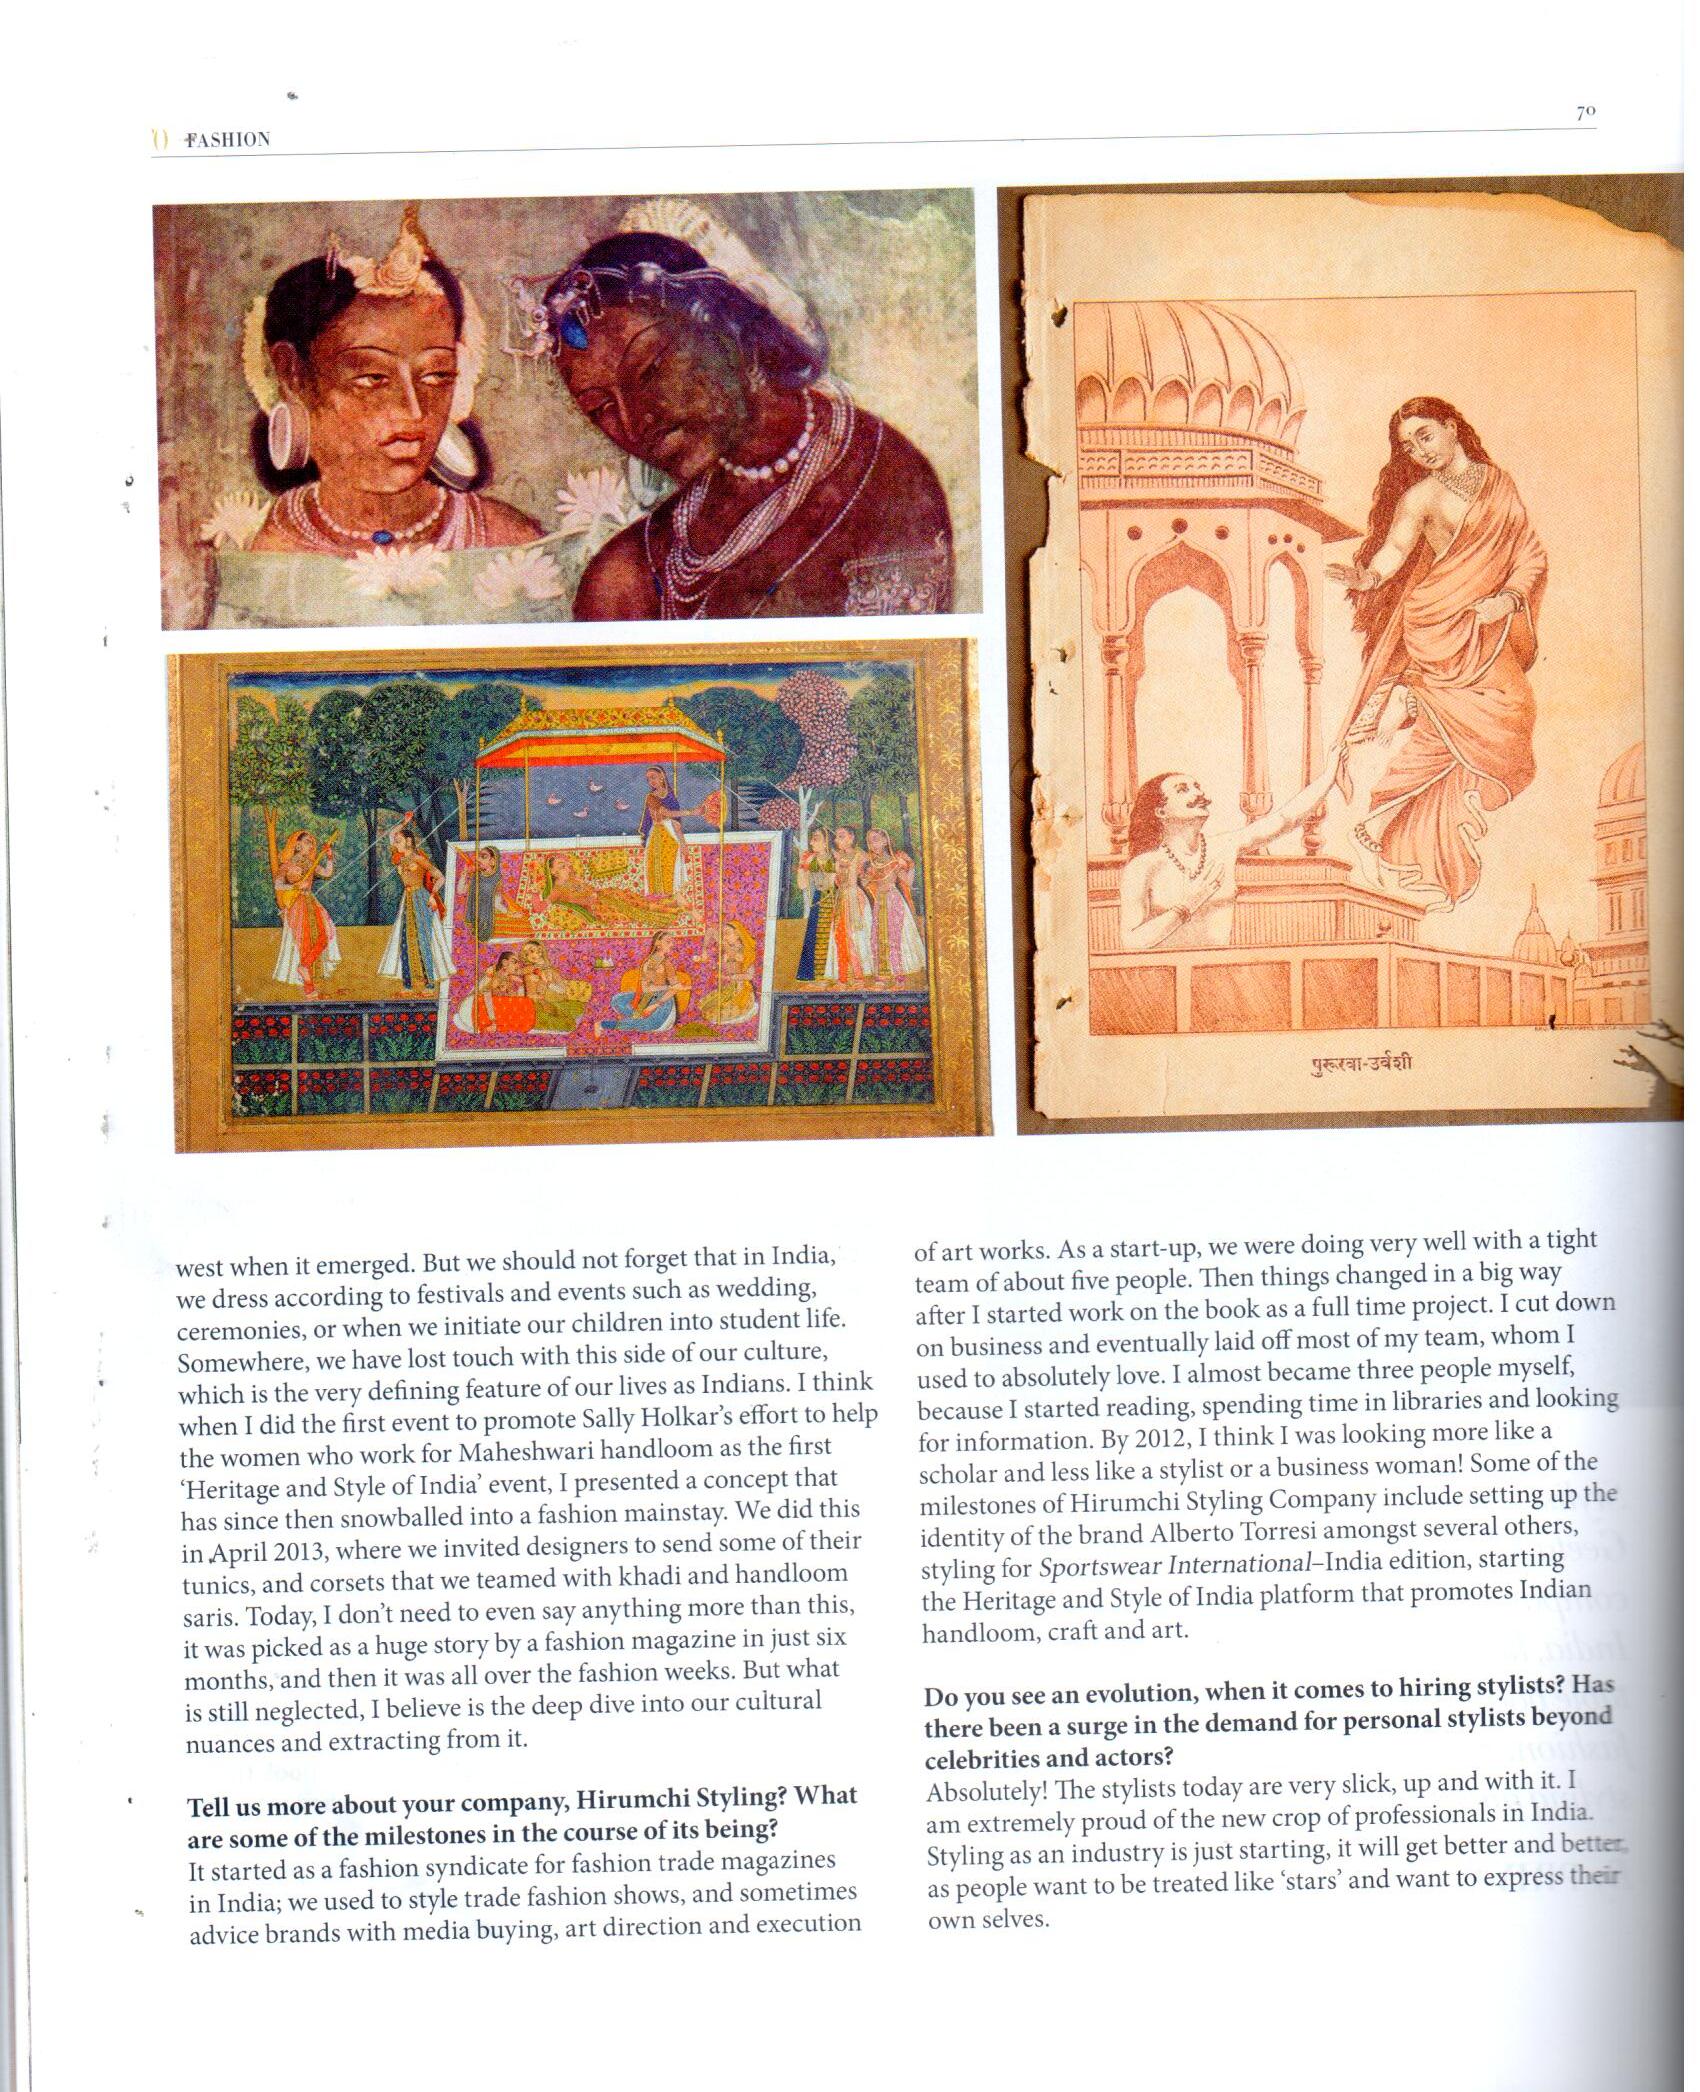 FASHION
70
पुरूरवा-उर्वशी
west when it emerged. But we should not forget that in India,
we dress according to festivals and events such as wedding,
ceremonies, or when we initiate our children into student life.
Somewhere, we have lost touch with this side of our culture,
which is the very defining feature of our lives as Indians. I think
when I did the first event to promote Sally Holkar's effort to help
the women who work for Maheshwari handloom as the first
‘Heritage and Style of India’ event, I presented a concept that
has since then snowballed into a fashion mainstay. We did this
in April 2013, where we invited designers to send some of their
tunics, and corsets that we teamed with khadi and handloom
saris. Today, I don’t need to even say anything more than this,
it was picked as a huge story by a fashion magazine in just six
months, and then it was all over the fashion weeks. But what
is still neglected, I believe is the deep dive into our cultural
nuances and extracting from it.
Tell us more about your company, Hirumchi Styling? What
are some of the milestones in the course of its being?
It started as a fashion syndicate for fashion trade magazines
in India; we used to style trade fashion shows, and sometimes
advice brands with media buying, art direction and execution
of art works. As a start-up, we were doing very well with a tight
team of about five people. Then things changed in a big way
after I started work on the book as a full time project. I cut down
on business and eventually laid off most of my team, whom I
used to absolutely love. I almost became three people myself,
because I started reading, spending time in libraries and looking
for information. By 2012, I think I was looking more like a
scholar and less like a stylist or a business woman! Some of the
milestones of Hirumchi Styling Company include setting up the
identity of the brand Alberto Torresi amongst several others,
styling for Sportswear International–India edition, starting
the Heritage and Style of India platform that promotes Indian
handloom, craft and art.
Do you see an evolution, when it comes to hiring stylists? Has
there been a surge in the demand for personal stylists beyond
celebrities and actors?
Absolutely! The stylists today are very slick, up and with it. I
am extremely proud of the new crop of professionals in India.
Styling as an industry is just starting, it will get better and better,
as people want to be treated like ‘stars’ and want to express their
own selves.